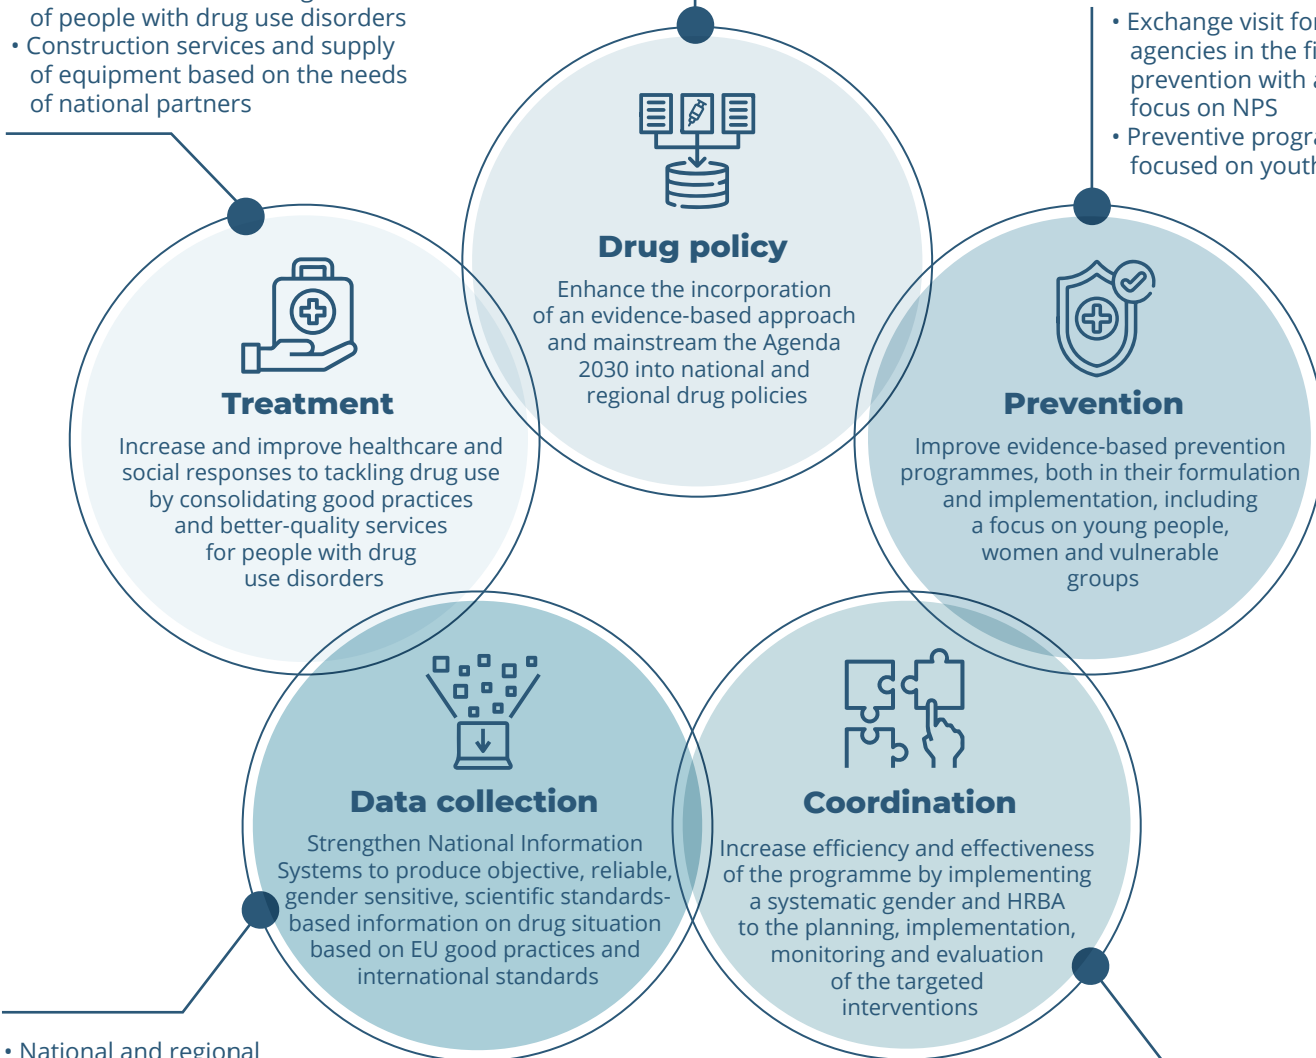 of people with drug use disorders
• Construction services and supply
of equipment based on the needs
of national partners
• Exchange visit for
agencies in the
prevention with
focus on NPS
• Preventive
focused on
Drug policy
Enhance the incorporation
of an evidence-based approach
and mainstream the Agenda
2030 into national and
regional drug policies
Treatment
Increase and improve healthcare and
social responses to tackling drug use
by consolidating good practices
and better-quality services
for people with drug
use disorders
Prevention
Improve evidence-based prevention
programmes, both in their formulation
and implementation, including
a focus on young people,
women and vulnerable
groups
Data collection
Strengthen National Information
Systems to produce objective, reliable,
gender sensitive, scientific standards-
based information on drug situation
based on EU good practices and
international standards
Coordination
Increase efficiency and effectiveness
of the programme by implementing
a systematic gender and HRBA
to the planning, implementation,
monitoring and evaluation
of the targeted
interventions
• National and regional